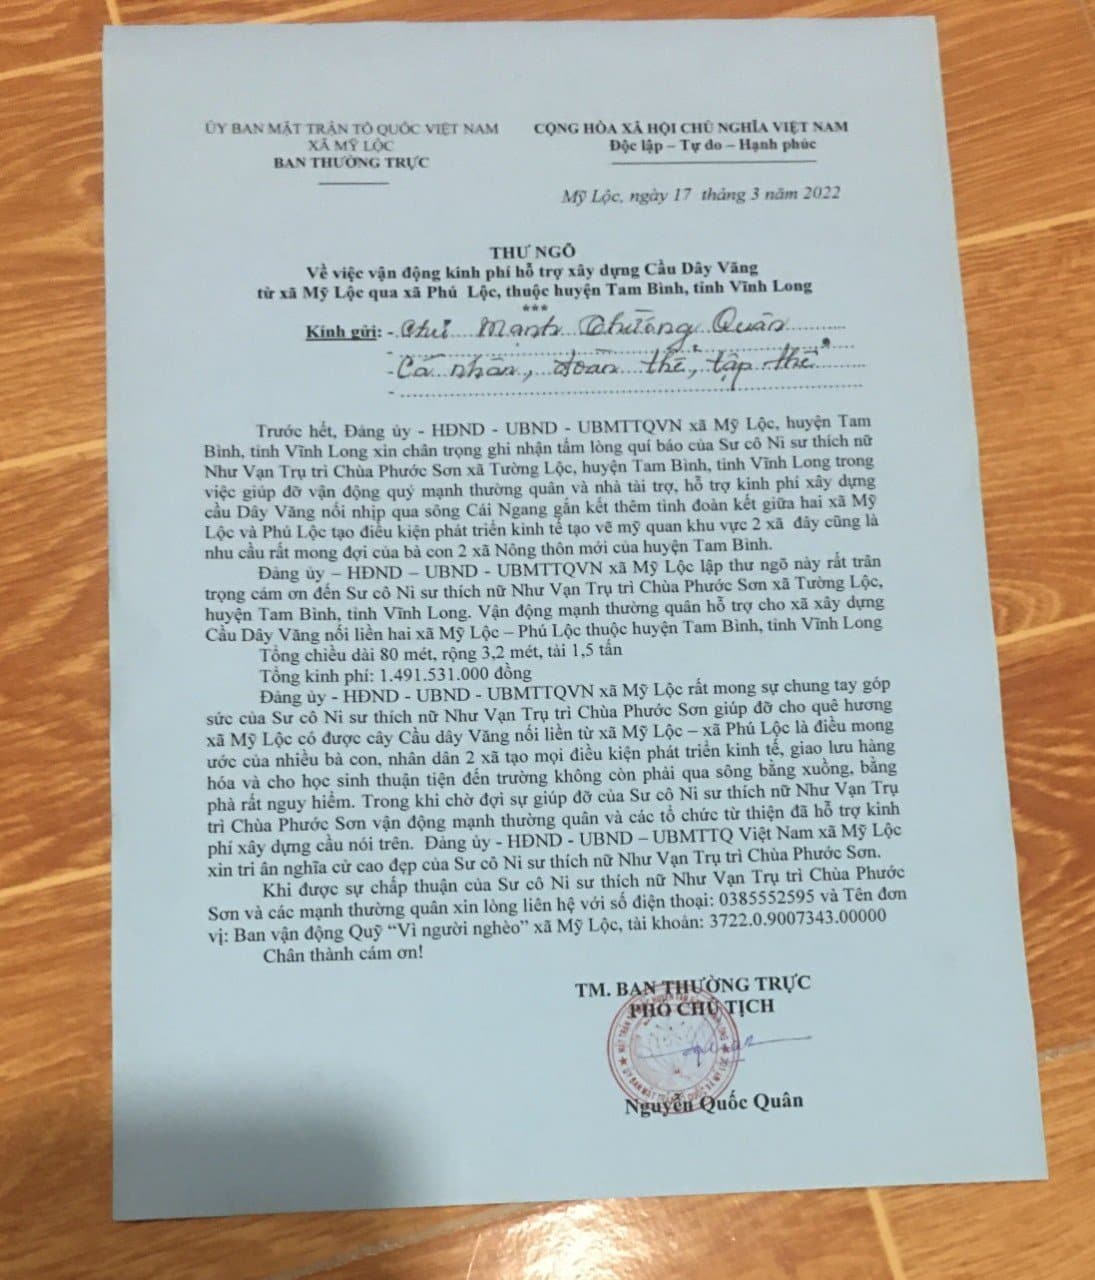 ỦY BAN MẶT TRẬN TỔ QUỐC VIỆT NAM
XÃ MỸ LỘC
BAN THƯỜNG TRỰC
CỘNG HÒA XÃ HỘI CHỦ NGHĨA VIỆT NAM
Độc lập – Tự do – Hạnh phúc
Mỹ Lộc, ngày 17 tháng 3 năm 2022
THƯ NGÕ
Về việc vận động kinh phí hỗ trợ xây dựng Cầu Dây Văng
từ xã Mỹ Lộc qua xã Phú Lộc, thuộc huyện Tam Bình, tỉnh Vĩnh Long
***
Kính gửi: - Mạnh Thường Quân
- Cá nhân, đoàn thể, tập thể
-
Trước hết, Đảng ủy - HĐND - UBND - UBMTTQVN xã Mỹ Lộc, huyện Tam
Bình, tỉnh Vĩnh Long xin chân trọng ghi nhận tấm lòng quí báo của Sư cô Ni sư thích nữ
Như Vạn Trụ trì Chùa Phước Sơn xã Tường Lộc, huyện Tam Bình, tỉnh Vĩnh Long trong
việc giúp đỡ vận động quý mạnh thường quân và nhà tài trợ, hỗ trợ kinh phí xây dựng
cầu Dây Văng nối nhịp qua sông Cái Ngang gắn kết thêm tình đoàn kết giữa hai xã Mỹ
Lộc và Phú Lộc tạo điều kiện phát triển kinh tế tạo vẽ mỹ quan khu vực 2 xã đây cũng là
nhu cầu rất mong đợi của bà con 2 xã Nông thôn mới của huyện Tam Bình.
Đảng ủy – HĐND – UBND - UBMTTQVN xã Mỹ Lộc lập thư ngõ này rất trân
trọng cám ơn đến Sư cô Ni sư thích nữ Như Vạn Trụ trì Chùa Phước Sơn xã Tường Lộc,
huyện Tam Bình, tỉnh Vĩnh Long. Vận động mạnh thường quân hỗ trợ cho xã xây dựng
Cầu Dây Văng nối liền hai xã Mỹ Lộc – Phú Lộc thuộc huyện Tam Bình, tỉnh Vĩnh Long
Tổng chiều dài 80 mét, rộng 3,2 mét, tải 1,5 tấn
Tổng kinh phí: 1.491.531.000 đồng
Đảng ủy - HĐND - UBND - UBMTTQVN xã Mỹ Lộc rất mong sự chung tay góp
sức của Sư cô Ni sư thích nữ Như Vạn Trụ trì Chùa Phước Sơn giúp đỡ cho quê hương
xã Mỹ Lộc có được cây Cầu dây Văng nối liền từ xã Mỹ Lộc – xã Phú Lộc là điều mong
ước của nhiều bà con, nhân dân 2 xã tạo mọi điều kiện phát triển kinh tế, giao lưu hàng
hóa và cho học sinh thuận tiện đến trường không còn phải qua sông bằng xuồng, bằng
phà rất nguy hiểm. Trong khi chờ đợi sự giúp đỡ của Sư cô Ni sư thích nữ Như Vạn Trụ
trì Chùa Phước Sơn vận động mạnh thường quân và các tổ chức từ thiện đã hỗ trợ kinh
phí xây dựng cầu nói trên. Đảng ủy - HĐND - UBND – UBMTTQ Việt Nam xã Mỹ Lộc
xin tri ân nghĩa cử cao đẹp của Sư cô Ni sư thích nữ Như Vạn Trụ trì Chùa Phước Sơn.
Khi được sự chấp thuận của Sư cô Ni sư thích nữ Như Vạn Trụ trì Chùa Phước
Sơn và các mạnh thường quân xin lòng liên hệ với số điện thoại: 0385552595 và Tên đơn
vị: Ban vận động Quỹ “Vì người nghèo” xã Mỹ Lộc, tài khoản: 3722.0.9007343.00000
Chân thành cám ơn!
TM. BAN THƯỜNG TRỰC
PHÓ CHỦ TỊCH
Nguyễn Quốc Quân